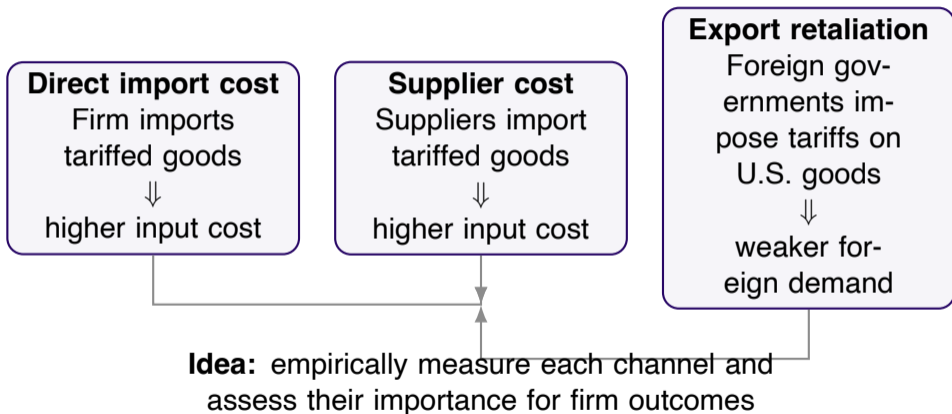 Direct import cost
Firm imports
tariffed goods
⇓
higher input cost
Supplier cost
Suppliers import
tariffed goods
⇓
higher input cost
Export retaliation
Foreign gov-
ernments im-
pose tariffs on
U.S. goods
⇓
weaker for-
eign demand
Idea: empirically measure each channel and
assess their importance for firm outcomes